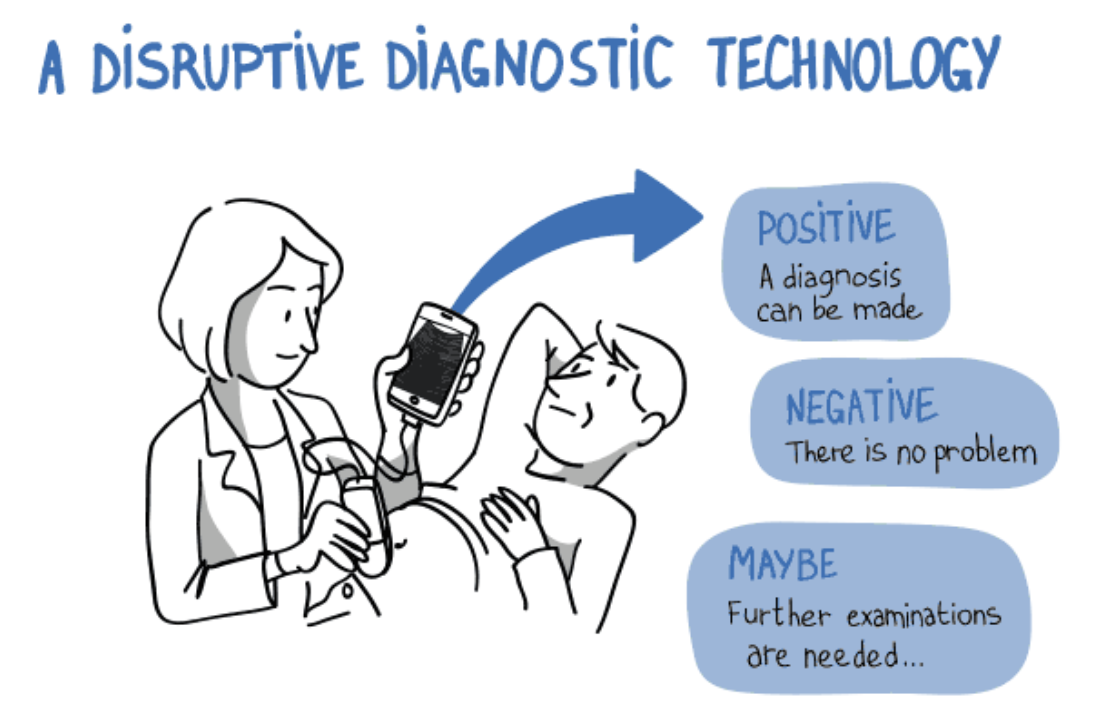 A DISRUPTIVE DIAGNOSTIC TECHNOLOGY
POSITIVE
A diagnosis
can be made
NEGATIVE
There is no problem
MAYBE
Further examinations
are needed...